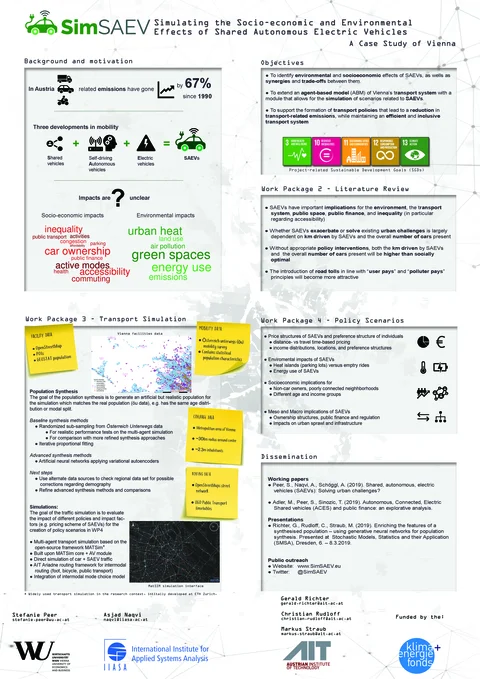 SimSAEV
Simulating the Socio-economic and Environmental
Effects of Shared Autonomous Electric Vehicles
A Case Study of Vienna
Background and motivation
In Austria
related emissions have gone
by 67%
since 1990
Three developments in mobility
Shared
vehicles
Self-driving
Autonomous
vehicles
Electric
vehicles
SAEVs
Impacts are ? unclear
Socio-economic impacts
Environmental impacts
inequality
public transport activities
congestion
parking
car ownership
public finance
active modes
health accessibility
commuting
urban heat
land use
air pollution
green spaces
energy use
emissions
Objectives
To identify environmental and socioeconomic effects of SAEVs, as well as
synergies and trade-offs between them.
To extend an agent-based model (ABM) of Vienna's transport system with a
module that allows for the simulation of scenarios related to SAEVs
To support the formation of transport policies that lead to a reduction in
transport-related emissions, while maintaining an efficient and inclusive
transport system
Project-related Sustainable Development Goals (SDGs)
Work Package 2 - Literature Review
SAEVs have important implications for the environment, the transport
system, public space, public finance, and inequality (in particular
regarding accessibility)
Whether SAEVs exacerbate or solve existing urban challenges is largely
dependent on km driven by SAEVs and the overall number of cars present
Without appropriate policy interventions, both the km driven by SAEVs
and the overall number of cars present will be higher than socially
optimal
The introduction of road tolls in line with "user pays" and "polluter pays"
principles will become more attractive
Work Package 3 - Transport Simulation
FACILITY DATA
OpenStreetMap
POIs
GEOSTAT population
Vienna facilities data
MOBILITY DATA
Österreich unterwegs (Oü)
mobility survey
Contains statistical
population characteristics
Population Synthesis
The goal of the population synthesis is to generate an artificial but realistic population for
the simulation which matches the real population (öu data), e.g. has the same age distri-
bution or modal split.
Baseline synthesis methods
Randomized sub-sampling from Österreich Unterwegs data
For realistic performance tests on the multi-agent simulation
For comparison with more refined synthesis approaches
Iterative proportional fitting
Advanced synthesis methods
Artificial neural networks applying variational autoencoders
Next steps
Use alternate data sources to check regional data set for possible
corrections regarding demography
Refine advanced synthesis methods and comparisons
Metropolitan area of Vienna
~30km radius around centre
~2.3m inhabitants
ROUTING DATA
OpenStreetMap street
network
Simulations:
The goal of the traffic simulation is to evaluate
the impact of different policies and impact fac-
tors (e.g. pricing scheme of SAEVs) for the
creation of policy scenarios in WP4
Multi-agent transport simulation based on the
open-source framework MATSim*
Built upon MATSim core + AV module
Direct simulation of car + SAEV traffic
AIT Ariadne routing framework for intermodal
routing (foot, bicycle, public transport)
Integration of intermodal mode choice model
MatSIM simulation interface
* Widely used transport simulation in the research context. Initially developed at ETH Zurich.
Work Package 4 - Policy Scenarios
Price structures of SAEVs and preference structure of individuals
distance- vs travel time-based pricing
income distributions, locations, and preference structures
Environmental impacts of SAEVs
Heat islands (parking lots) versus emptry rides
Energy use of SAEVs
Socioeconomic implications for
Non-car owners, poorly connected neighborhoods
Different age and income groups
Meso and Macro implications of SAEVs
Ownership structures, public finance and regulation
Impacts on urban spread and infrastructure
Dissemination
Working papers
Peer, S., Naqvi, A., Schöggl, A. (2019). Shared, autonomous, electric
vehicles (SAEVs): Solving urban challenges?
Adler, M., Peer, S., Sinozic, T. (2019). Autonomous, Connected, Electric
Shared vehicles (ACES) and public finance: an explorative analysis.
Presentations
Richter, G., Rudloff, C., Straub, M. (2019). Enriching the features of a
synthesised population – using generative neural networks for population
synthesis. Presented at Stochastic Models, Statistics and their Application
(SMSA), Dresden, 6. – 8.3.2019.
Public outreach
Website: www.SimSAEV.eu
Twitter: @SimSAEV
Stefanie Peer
stefanie.peer@wu.ac.at
Asjad Naqvi
naqvi@iiasa.ac.at
Gerald Richter
gerald.richter@ait.ac.at
Christian Rudloff
christian.rudloff@ait.ac.at
Markus Straub
markus.straub@ait.ac.at
Funded by the:
WU
IIASA
International Institute for
Applied Systems Analysis
AIT
AUSTRIAN INSTITUTE
OF TECHNOLOGY
klima+
energie
fonds